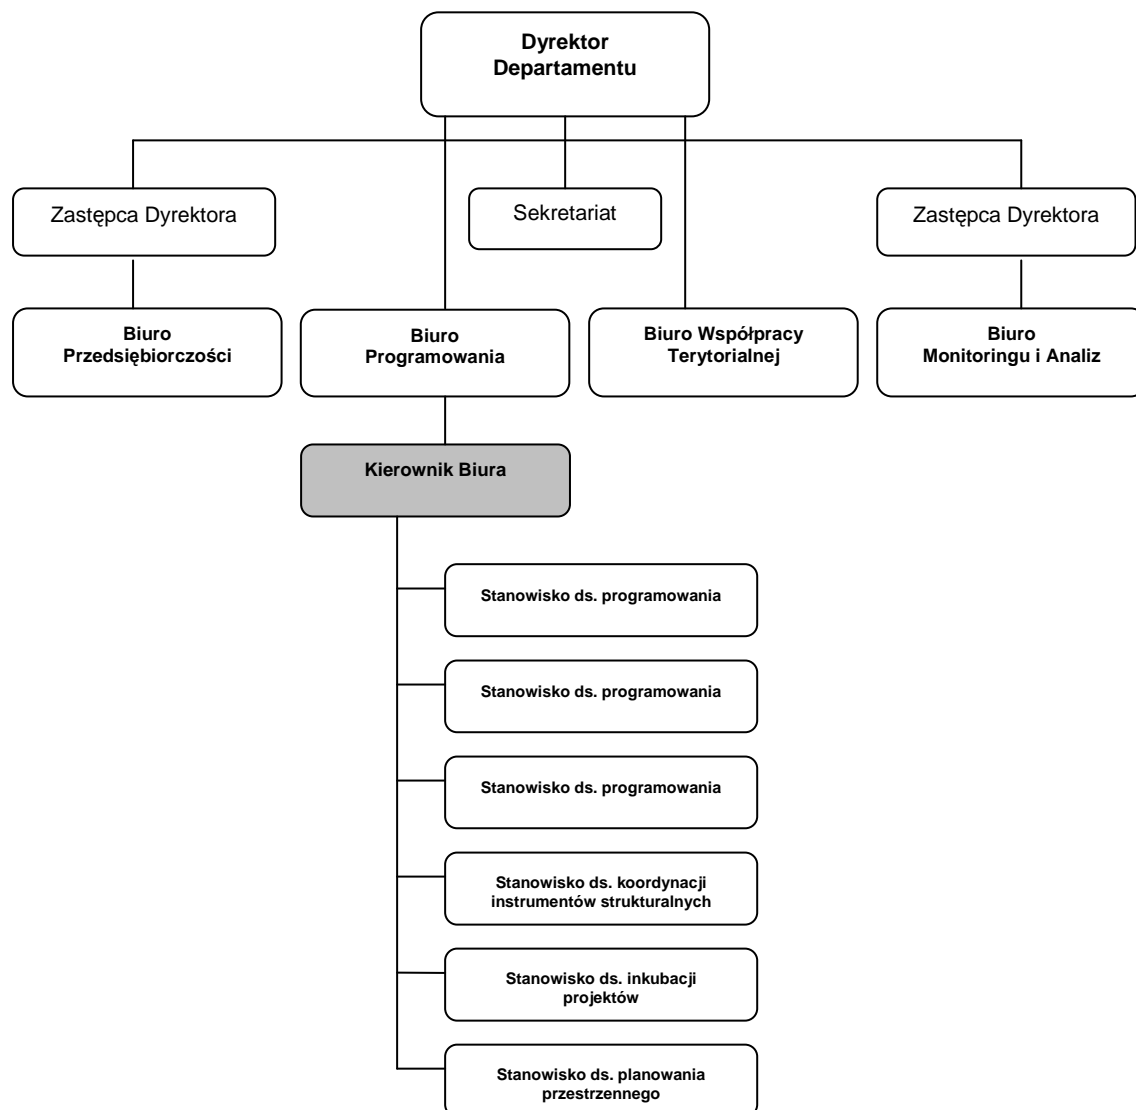 Dyrektor
Departamentu
Zastępca Dyrektora
Sekretariat
Zastępca Dyrektora
Biuro
Przedsiębiorczości
Biuro
Programowania
Biuro Współpracy
Terytorialnej
Biuro
Monitoringu i Analiz
Kierownik Biura
Stanowisko ds. programowania
Stanowisko ds. programowania
Stanowisko ds. programowania
Stanowisko ds. koordynacji
instrumentów strukturalnych
Stanowisko ds. inkubacji
projektów
Stanowisko ds. planowania
przestrzennego